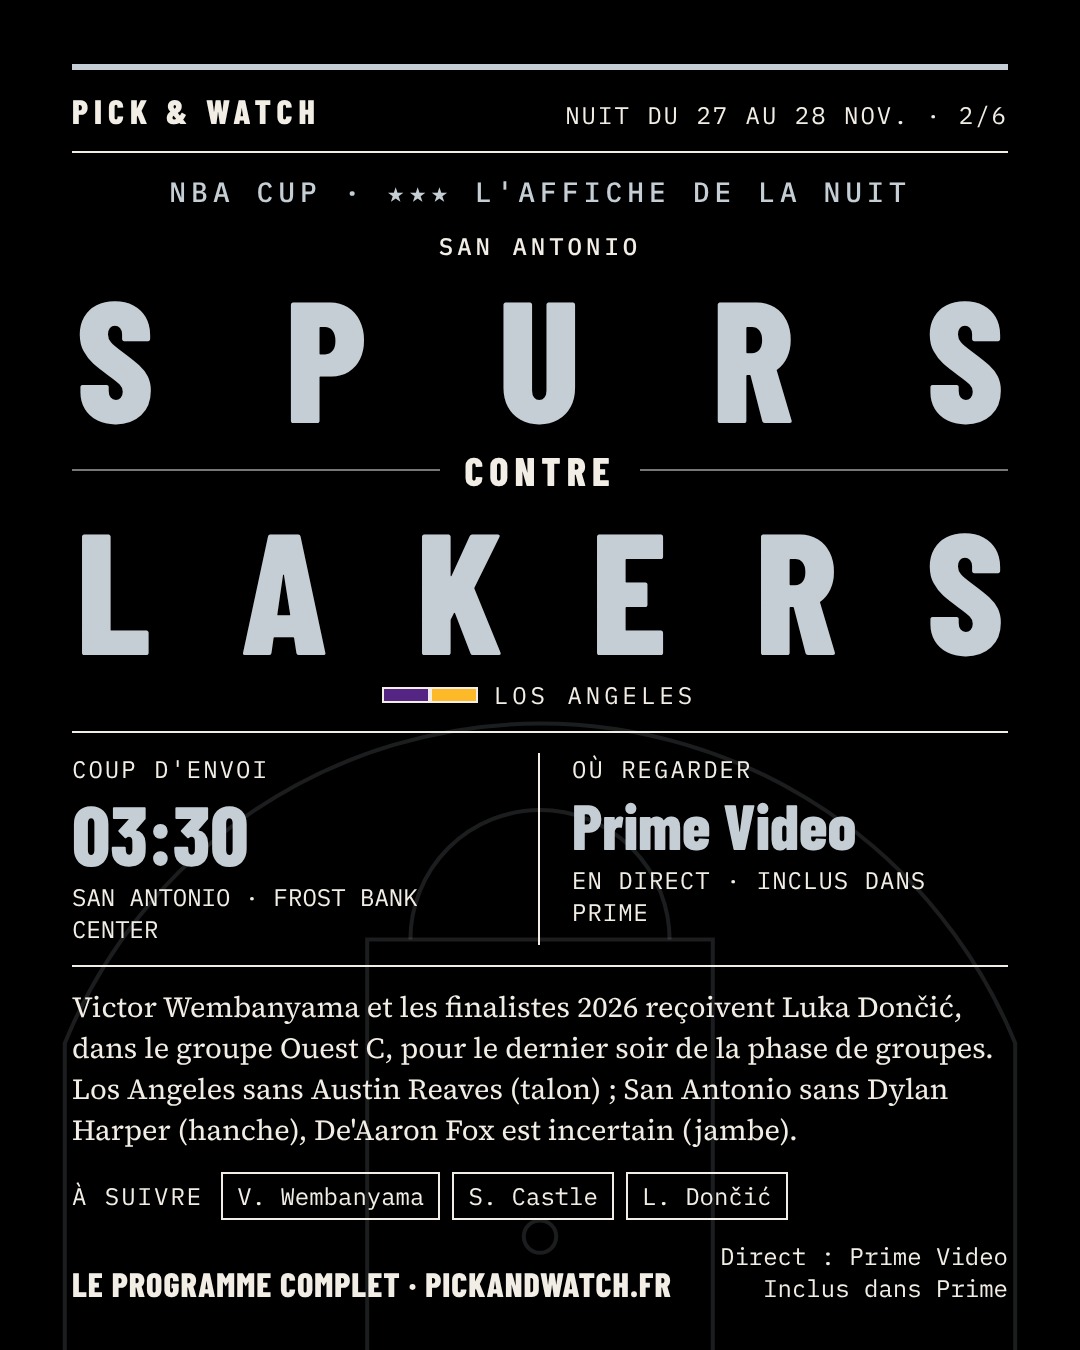 PICK & WATCH
NUIT DU 27 AU 28 NOV. · 2/6
NBA CUP · ★★★ L'AFFICHE DE LA NUIT
SAN ANTONIO
SPURS
CONTRE
LAKERS
LOS ANGELES
COUP D'ENVOI
03:30
SAN ANTONIO · FROST BANK
CENTER
OÙ REGARDER
Prime Video
EN DIRECT · INCLUS DANS
PRIME
Victor Wembanyama et les finalistes 2026 reçoivent Luka Dončić,
dans le groupe Ouest C, pour le dernier soir de la phase de groupes.
Los Angeles sans Austin Reaves (talon) ; San Antonio sans Dylan
Harper (hanche), De'Aaron Fox est incertain (jambe).
À SUIVRE V. Wembanyama S. Castle L. Dončić
LE PROGRAMME COMPLET · PICKANDWATCH.FR
Direct : Prime Video
Inclus dans Prime